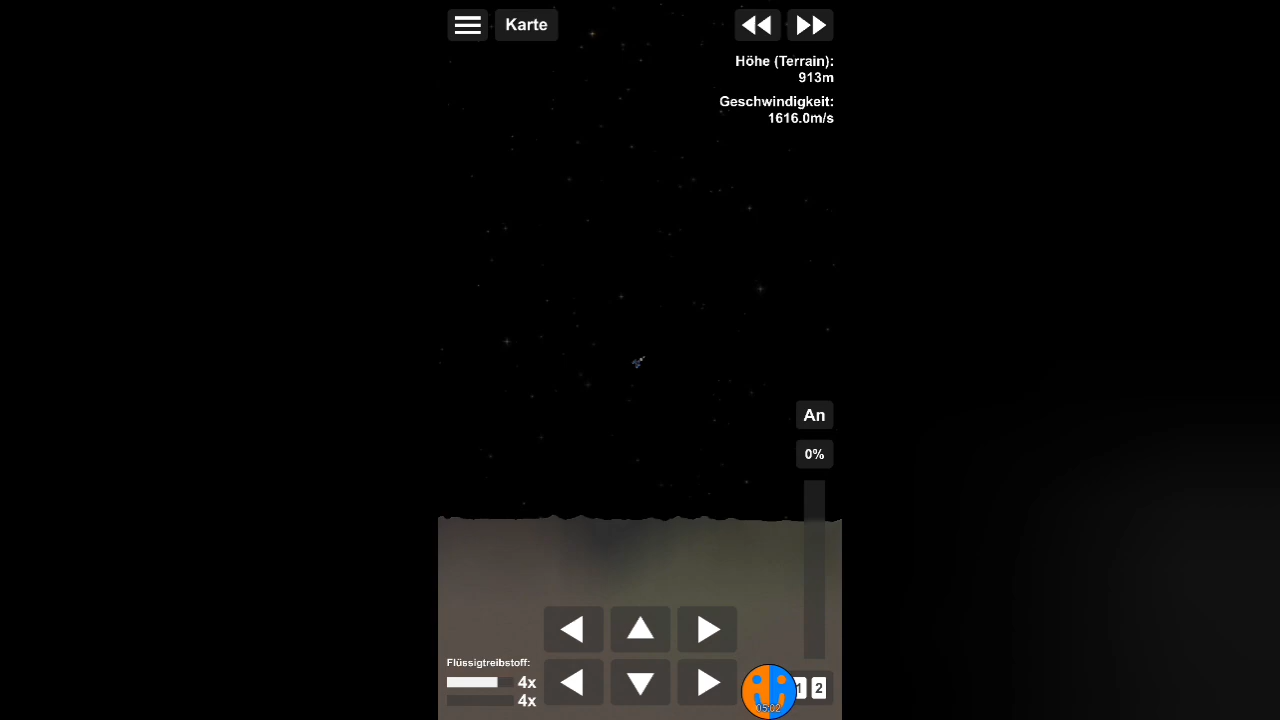 Karte
Höhe (Terrain):
913m
Geschwindigkeit:
1616.0m/s
An
0%
Flüssigtreibstoff:
4x
4x
05:02
1 2